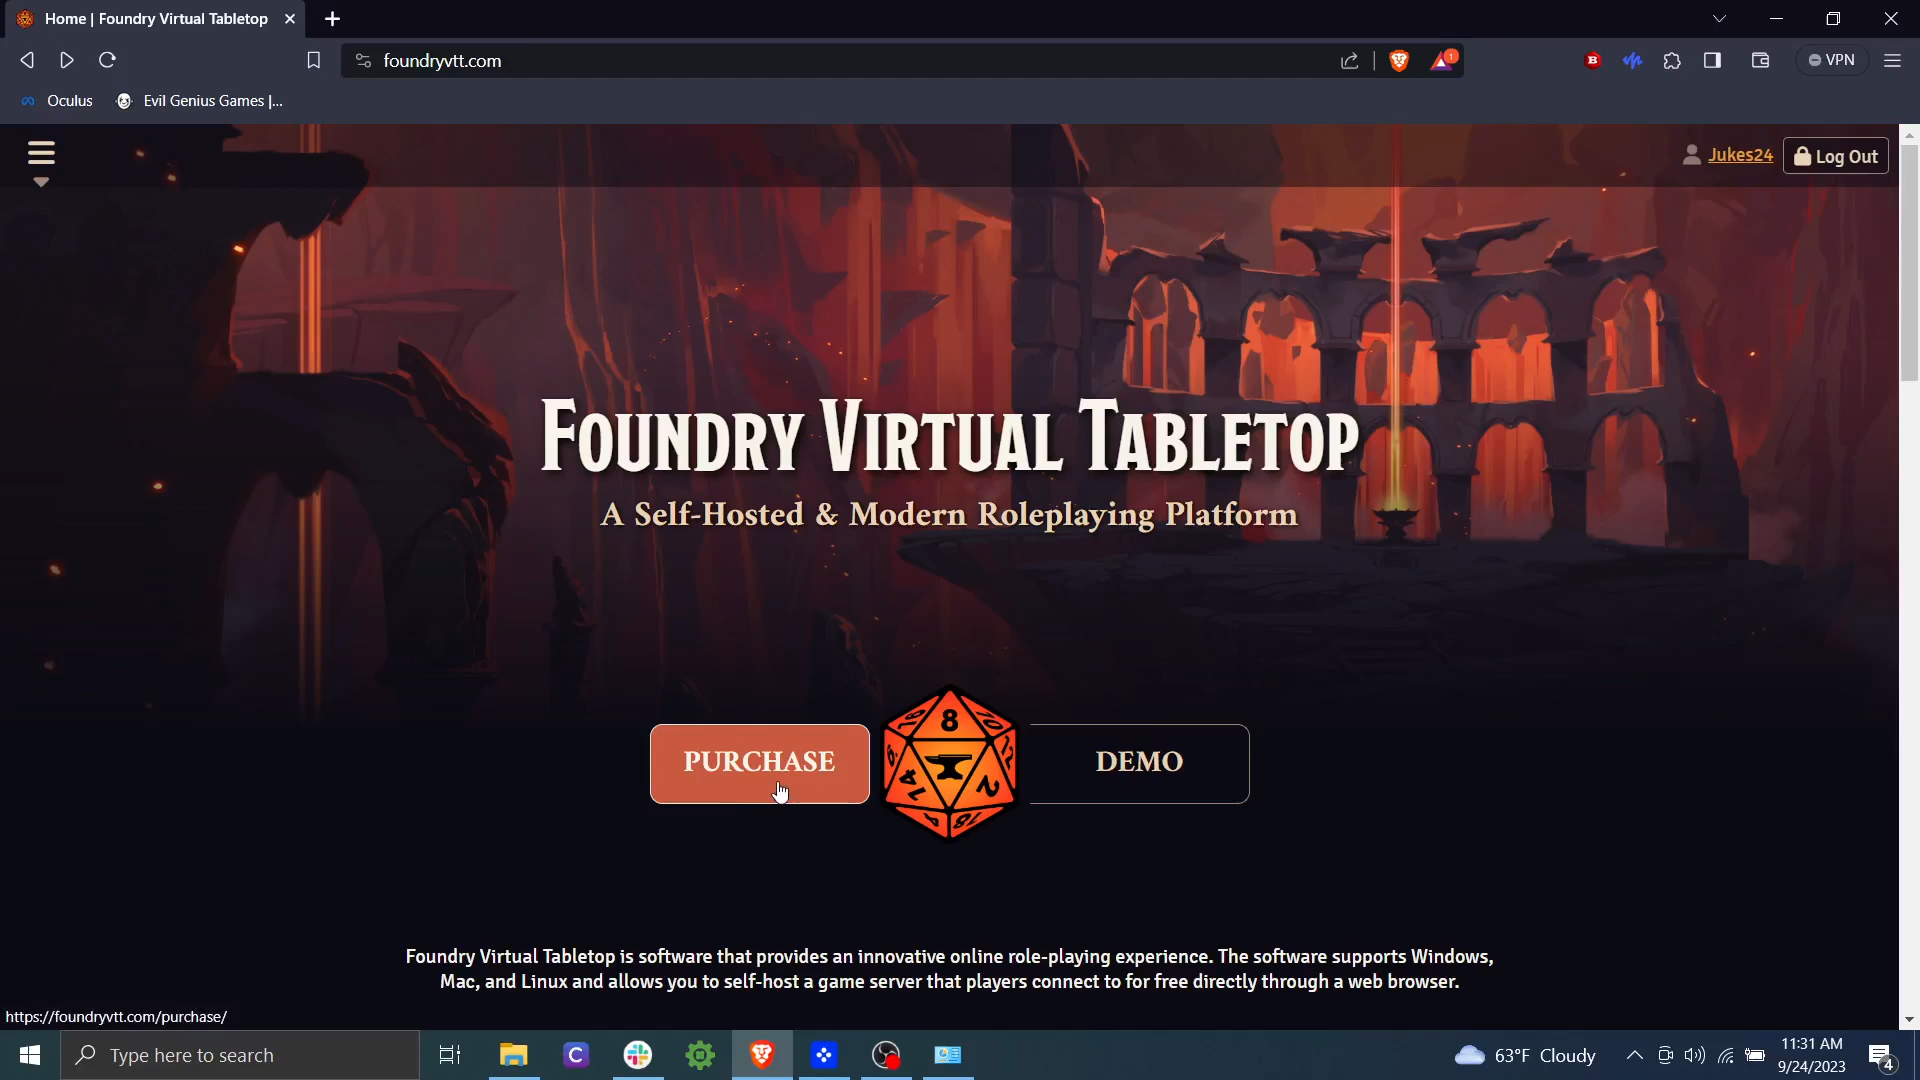 Home | Foundry Virtual Tabletop
foundryvtt.com
1
VPN
Oculus
Evil Genius Games |...
Jukes24
Log Out
FOUNDRY VIRTUAL TABLETOP
A Self-Hosted & Modern Roleplaying Platform
PURCHASE
8
2
14
DEMO
Foundry Virtual Tabletop is software that provides an innovative online role-playing experience. The software supports Windows,
Mac, and Linux and allows you to self-host a game server that players connect to for free directly through a web browser.
https://foundryvtt.com/purchase/
Type here to search
63°F Cloudy
11:31 AM
9/24/2023
4